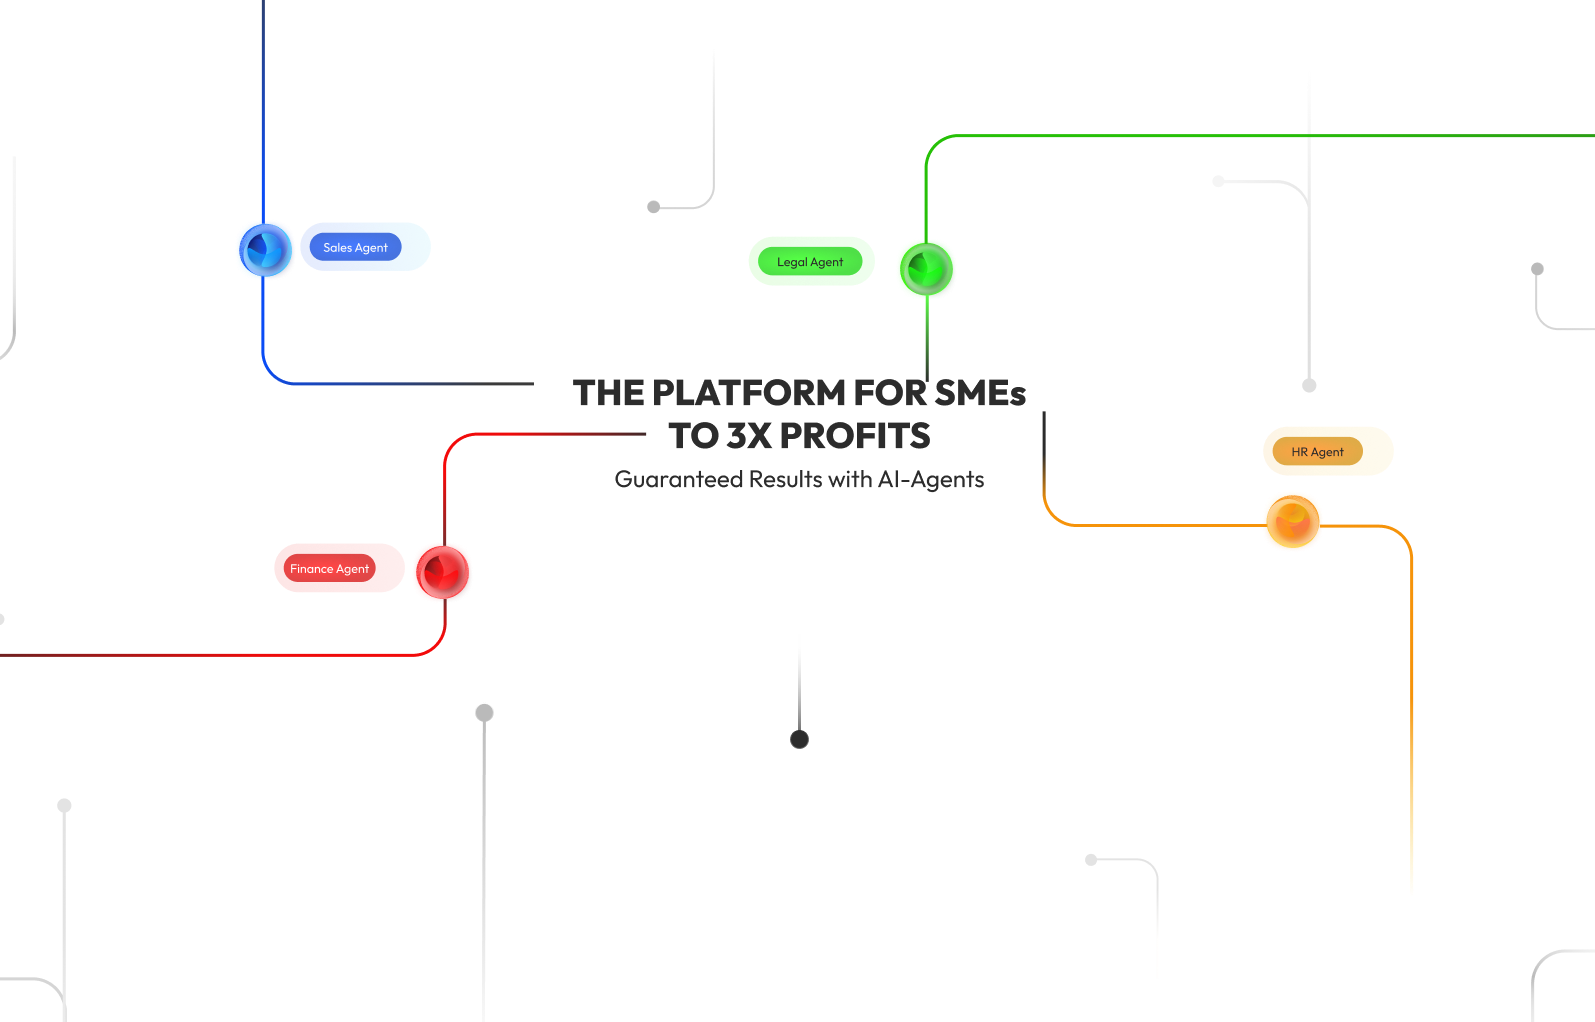 Sales Agent
Legal Agent
THE PLATFORM FOR SMEs
TO 3X PROFITS
Guaranteed Results with AI-Agents
HR Agent
Finance Agent